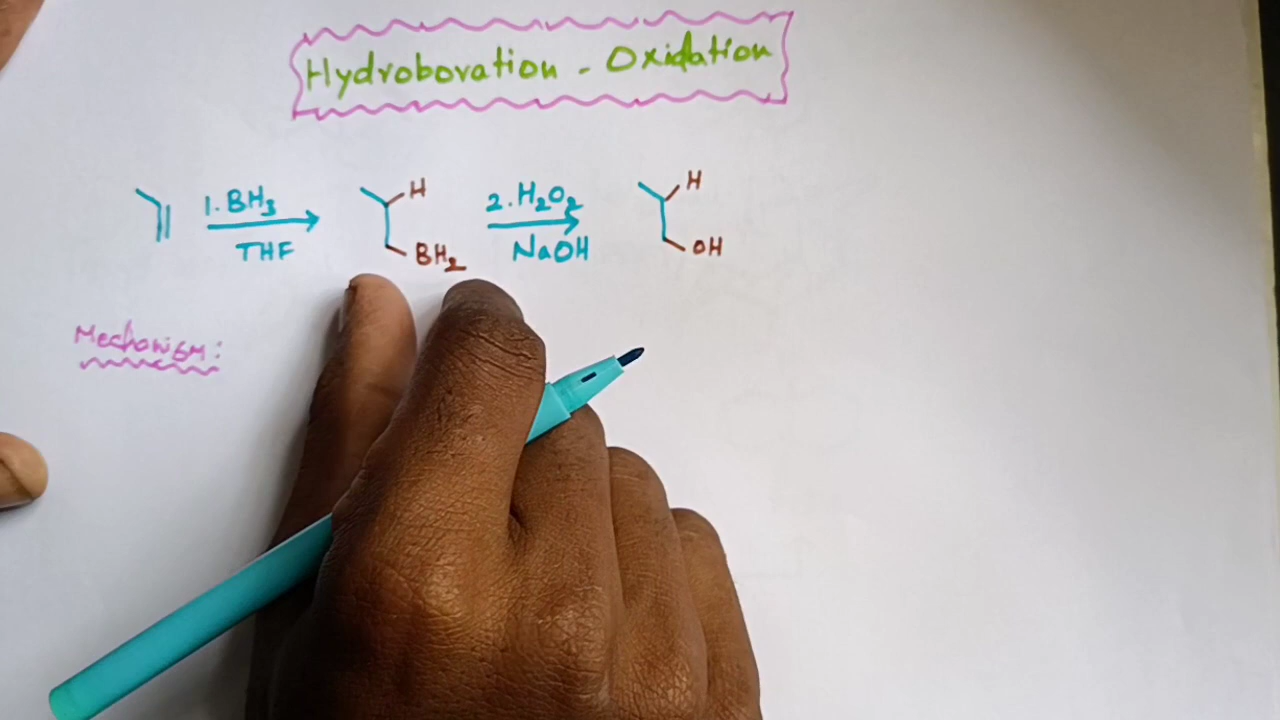 Hydroboration - Oxidation
1. BH3
THF
H
BH2
2. H2O2
NaOH
H
OH
Mechanism: